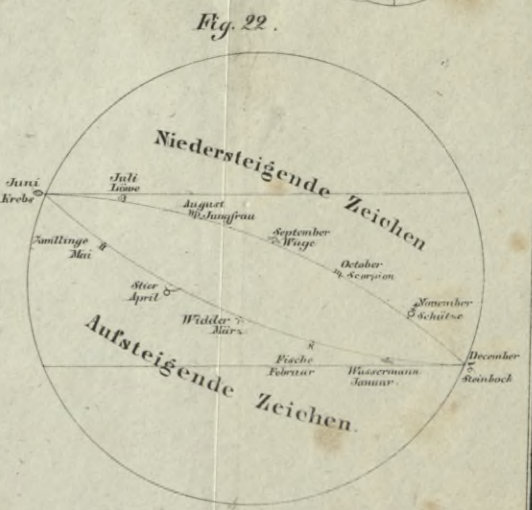 Fig. 22.
Niedersteigende Zeichen
Juni
Krebs
Juli
Löwe
August
Jungfrau
September
Wage
October
Scorpion
November
Schütze
December
Steinbock
Zwillinge
Mai
Stier
April
Widder
März
Fische
Februar
Wassermann
Januar.
Aufsteigende Zeichen.